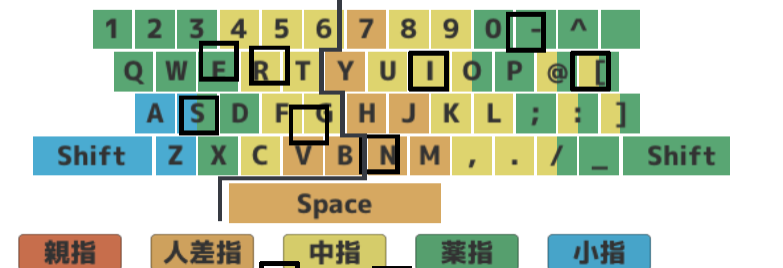 1 2 3 4 5 6 7 8 9 0 - ^
Q W E R T Y U I O P @ [
A S D F G H J K L ; : ]
Shift Z X C V B N M , . / _ Shift
Space
親指 人差指 中指 薬指 小指